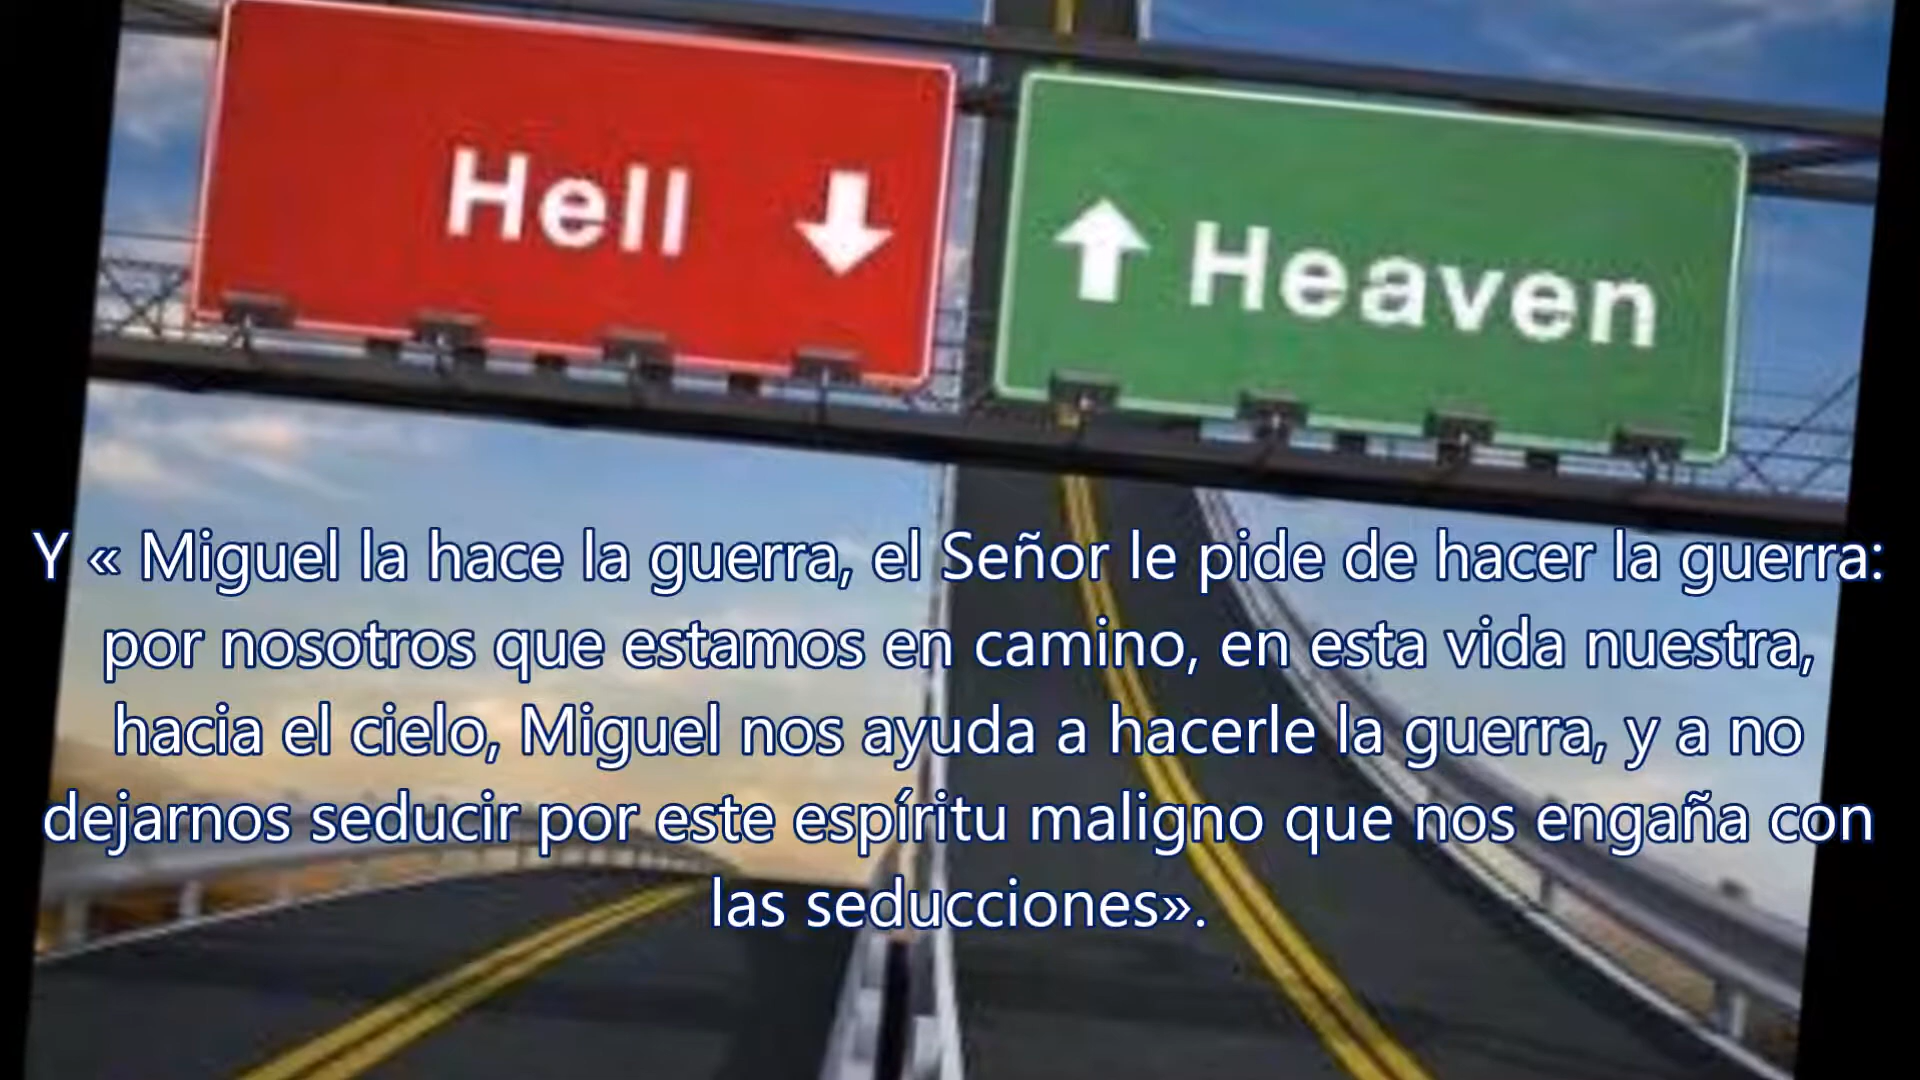 Hell
Heaven
Y « Miguel la hace la guerra, el Señor le pide de hacer la guerra:
por nosotros que estamos en camino, en esta vida nuestra,
hacia el cielo, Miguel nos ayuda a hacerle la guerra, y a no
dejarnos seducir por este espíritu maligno que nos engaña con
las seducciones».